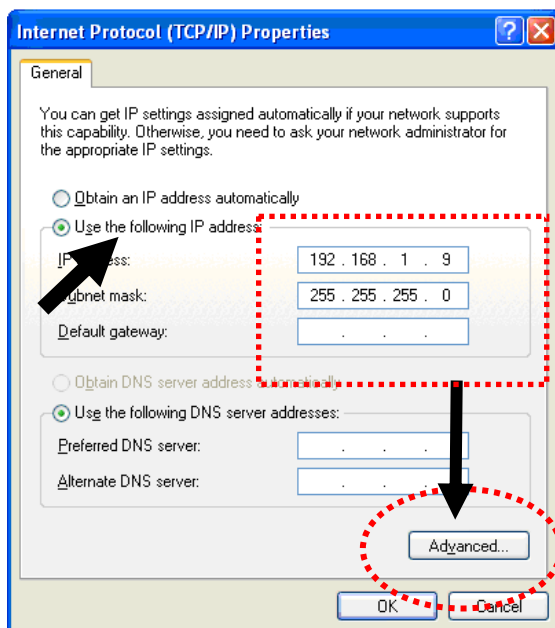 Internet Protocol (TCP/IP) Properties
General
You can get IP settings assigned automatically if your network supports
this capability. Otherwise, you need to ask your network administrator for
the appropriate IP settings.
Obtain an IP address automatically
Use the following IP address:
192 . 168 . 1 . 9
Subnet mask: 255 . 255 . 255 . 0
Default gateway: . . .
Obtain DNS server address automatically
Use the following DNS server addresses:
Preferred DNS server: . . .
Alternate DNS server: . . .
Advanced...
OK Cancel